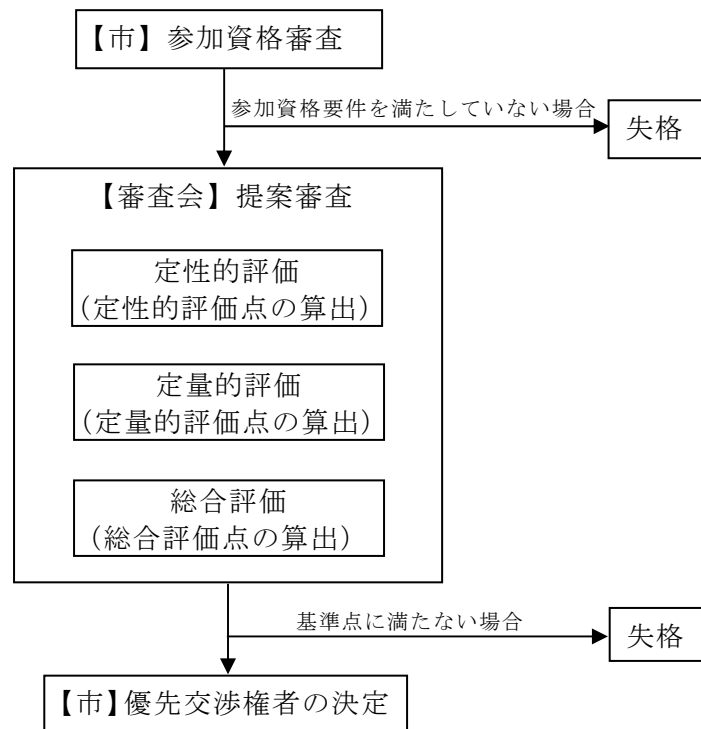 【市】参加資格審査
参加資格要件を満たしていない場合
失格
【審査会】提案審査
定性的評価
（定性的評価点の算出）
定量的評価
（定量的評価点の算出）
総合評価
（総合評価点の算出）
基準点に満たない場合
失格
【市】優先交渉権者の決定